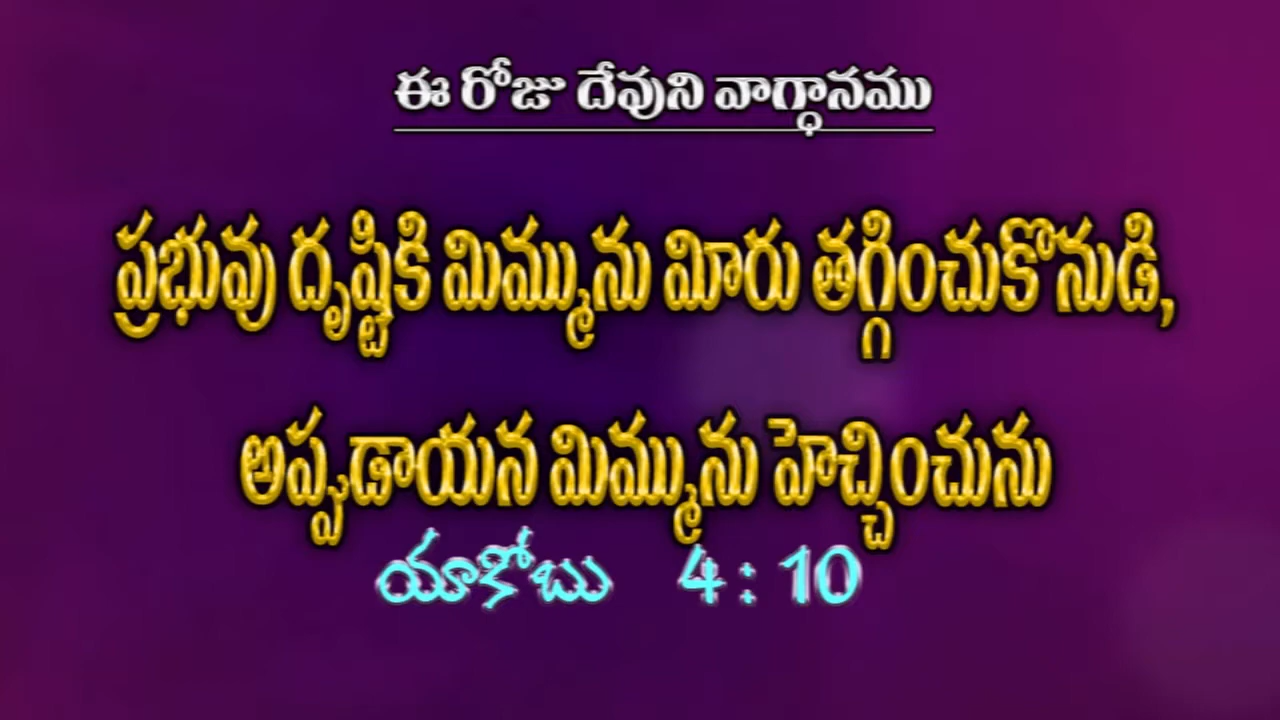 ఈ రోజు దేవుని వాగ్ధానము
ప్రభువు దృష్టికి మిమ్మును మీరు తగ్గించుకొనుడి,
అప్పుడాయన మిమ్మును హెచ్చించును
యాకోబు 4 : 10